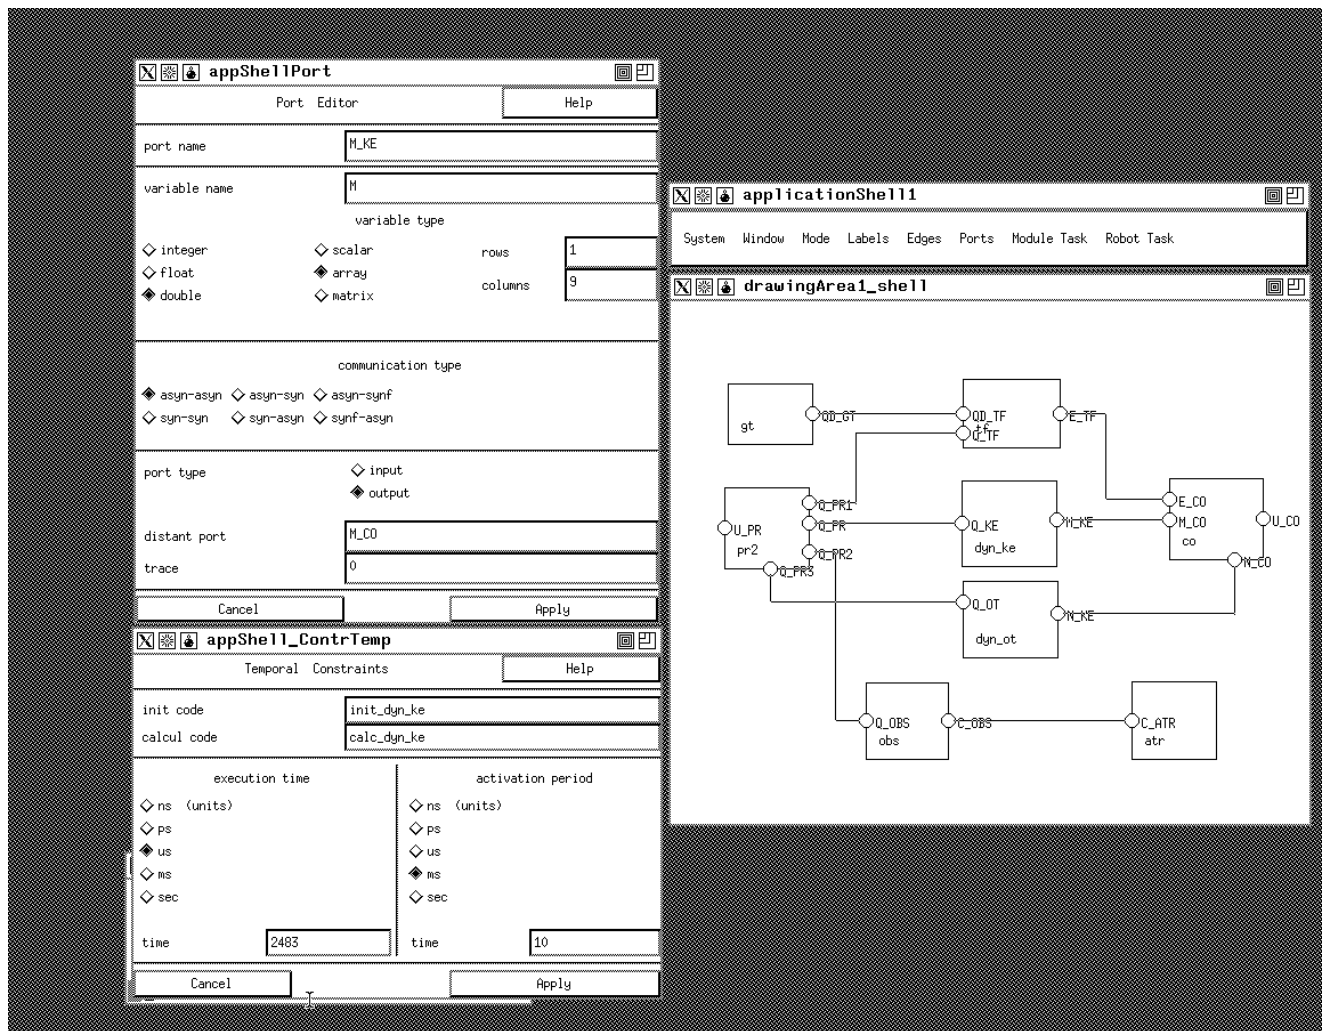 appShellPort
Port Editor Help
port name M_KE
variable name M
variable type
integer scalar rows 1
float array
double matrix columns 9
communication type
asyn-asyn asyn-syn asyn-synf
syn-syn syn-asyn synf-asyn
port type input
output
distant port M_CO
trace 0
Cancel Apply
appShell_ContrTemp
Temporal Constraints Help
init code init_dyn_ke
calcul code calc_dyn_ke
execution time activation period
ns (units) ns (units)
ps ps
us us
ms ms
sec sec
time 2483 time 10
Cancel Apply
applicationShell1
System Window Mode Labels Edges Ports Module Task Robot Task
drawingArea1_shell
QD_GT QD_TF E_TF
gt tf
Q_TF
Q_PR1 E_CO
U_PR Q_PR Q_KE M_KE M_CO U_CO
pr2 Q_PR2 dyn_ke co
Q_PR3 N_CO
Q_OT N_KE
dyn_ot
Q_OBS C_OBS C_ATR
obs atr